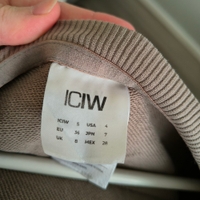 ICIW
ICIW S USA 4
EU 36 JPN 7
UK 8 MEX 26